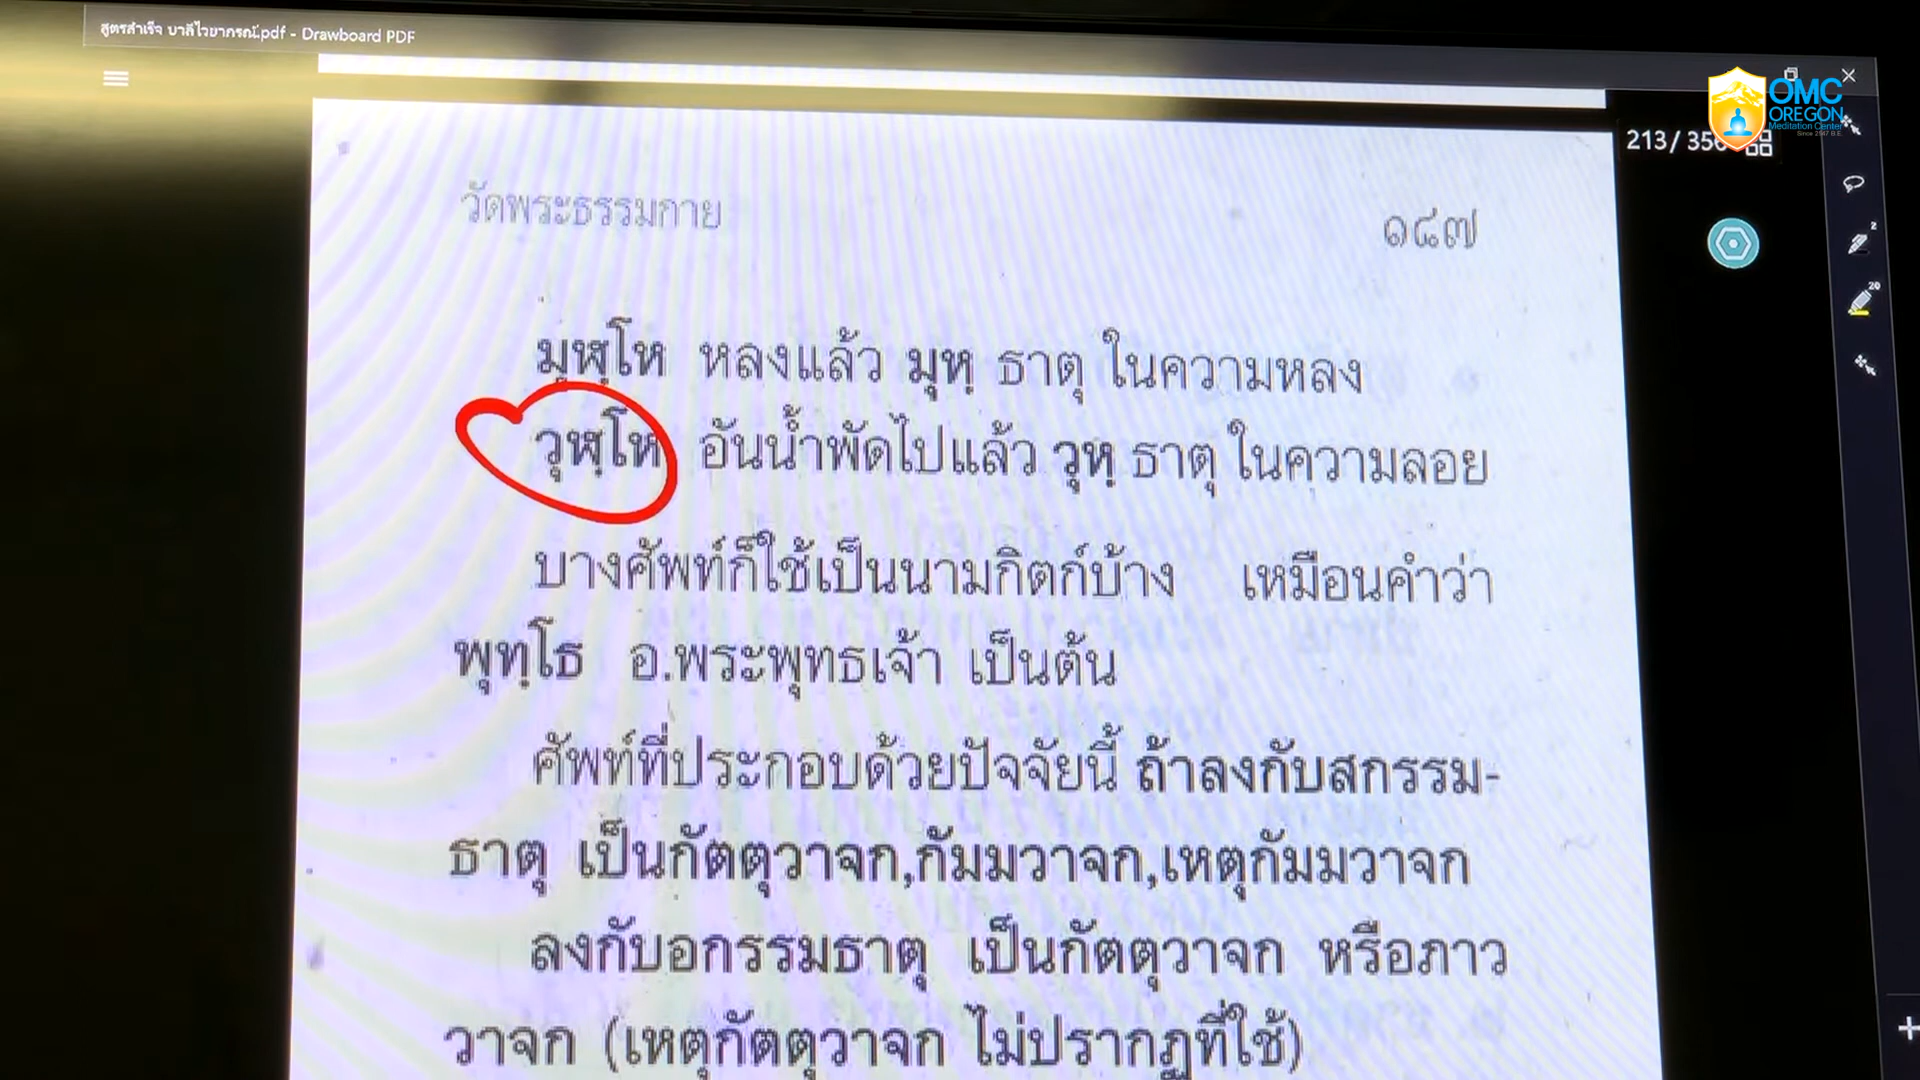 สูตรสำเร็จ บาลีไวยากรณ์.pdf - Drawboard PDF
OMC
OREGON
Meditation Center
Since 2547 B.E.
213/ 356
2
20
วัดพระธรรมกาย ๑๘๗
มุฬฺโห หลงแล้ว มุหฺ ธาตุ ในความหลง
วุฬฺโห อันน้ำพัดไปแล้ว วุหฺ ธาตุ ในความลอย
บางศัพท์ก็ใช้เป็นนามกิตก์บ้าง เหมือนคำว่า
พุทฺโธ อ.พระพุทธเจ้า เป็นต้น
ศัพท์ที่ประกอบด้วยปัจจัยนี้ ถ้าลงกับสกรรม-
ธาตุ เป็นกัตตุวาจก,กัมมวาจก,เหตุกัมมวาจก
ลงกับอกรรมธาตุ เป็นกัตตุวาจก หรือภาว
วาจก (เหตุกัตตุวาจก ไม่ปรากฏที่ใช้)